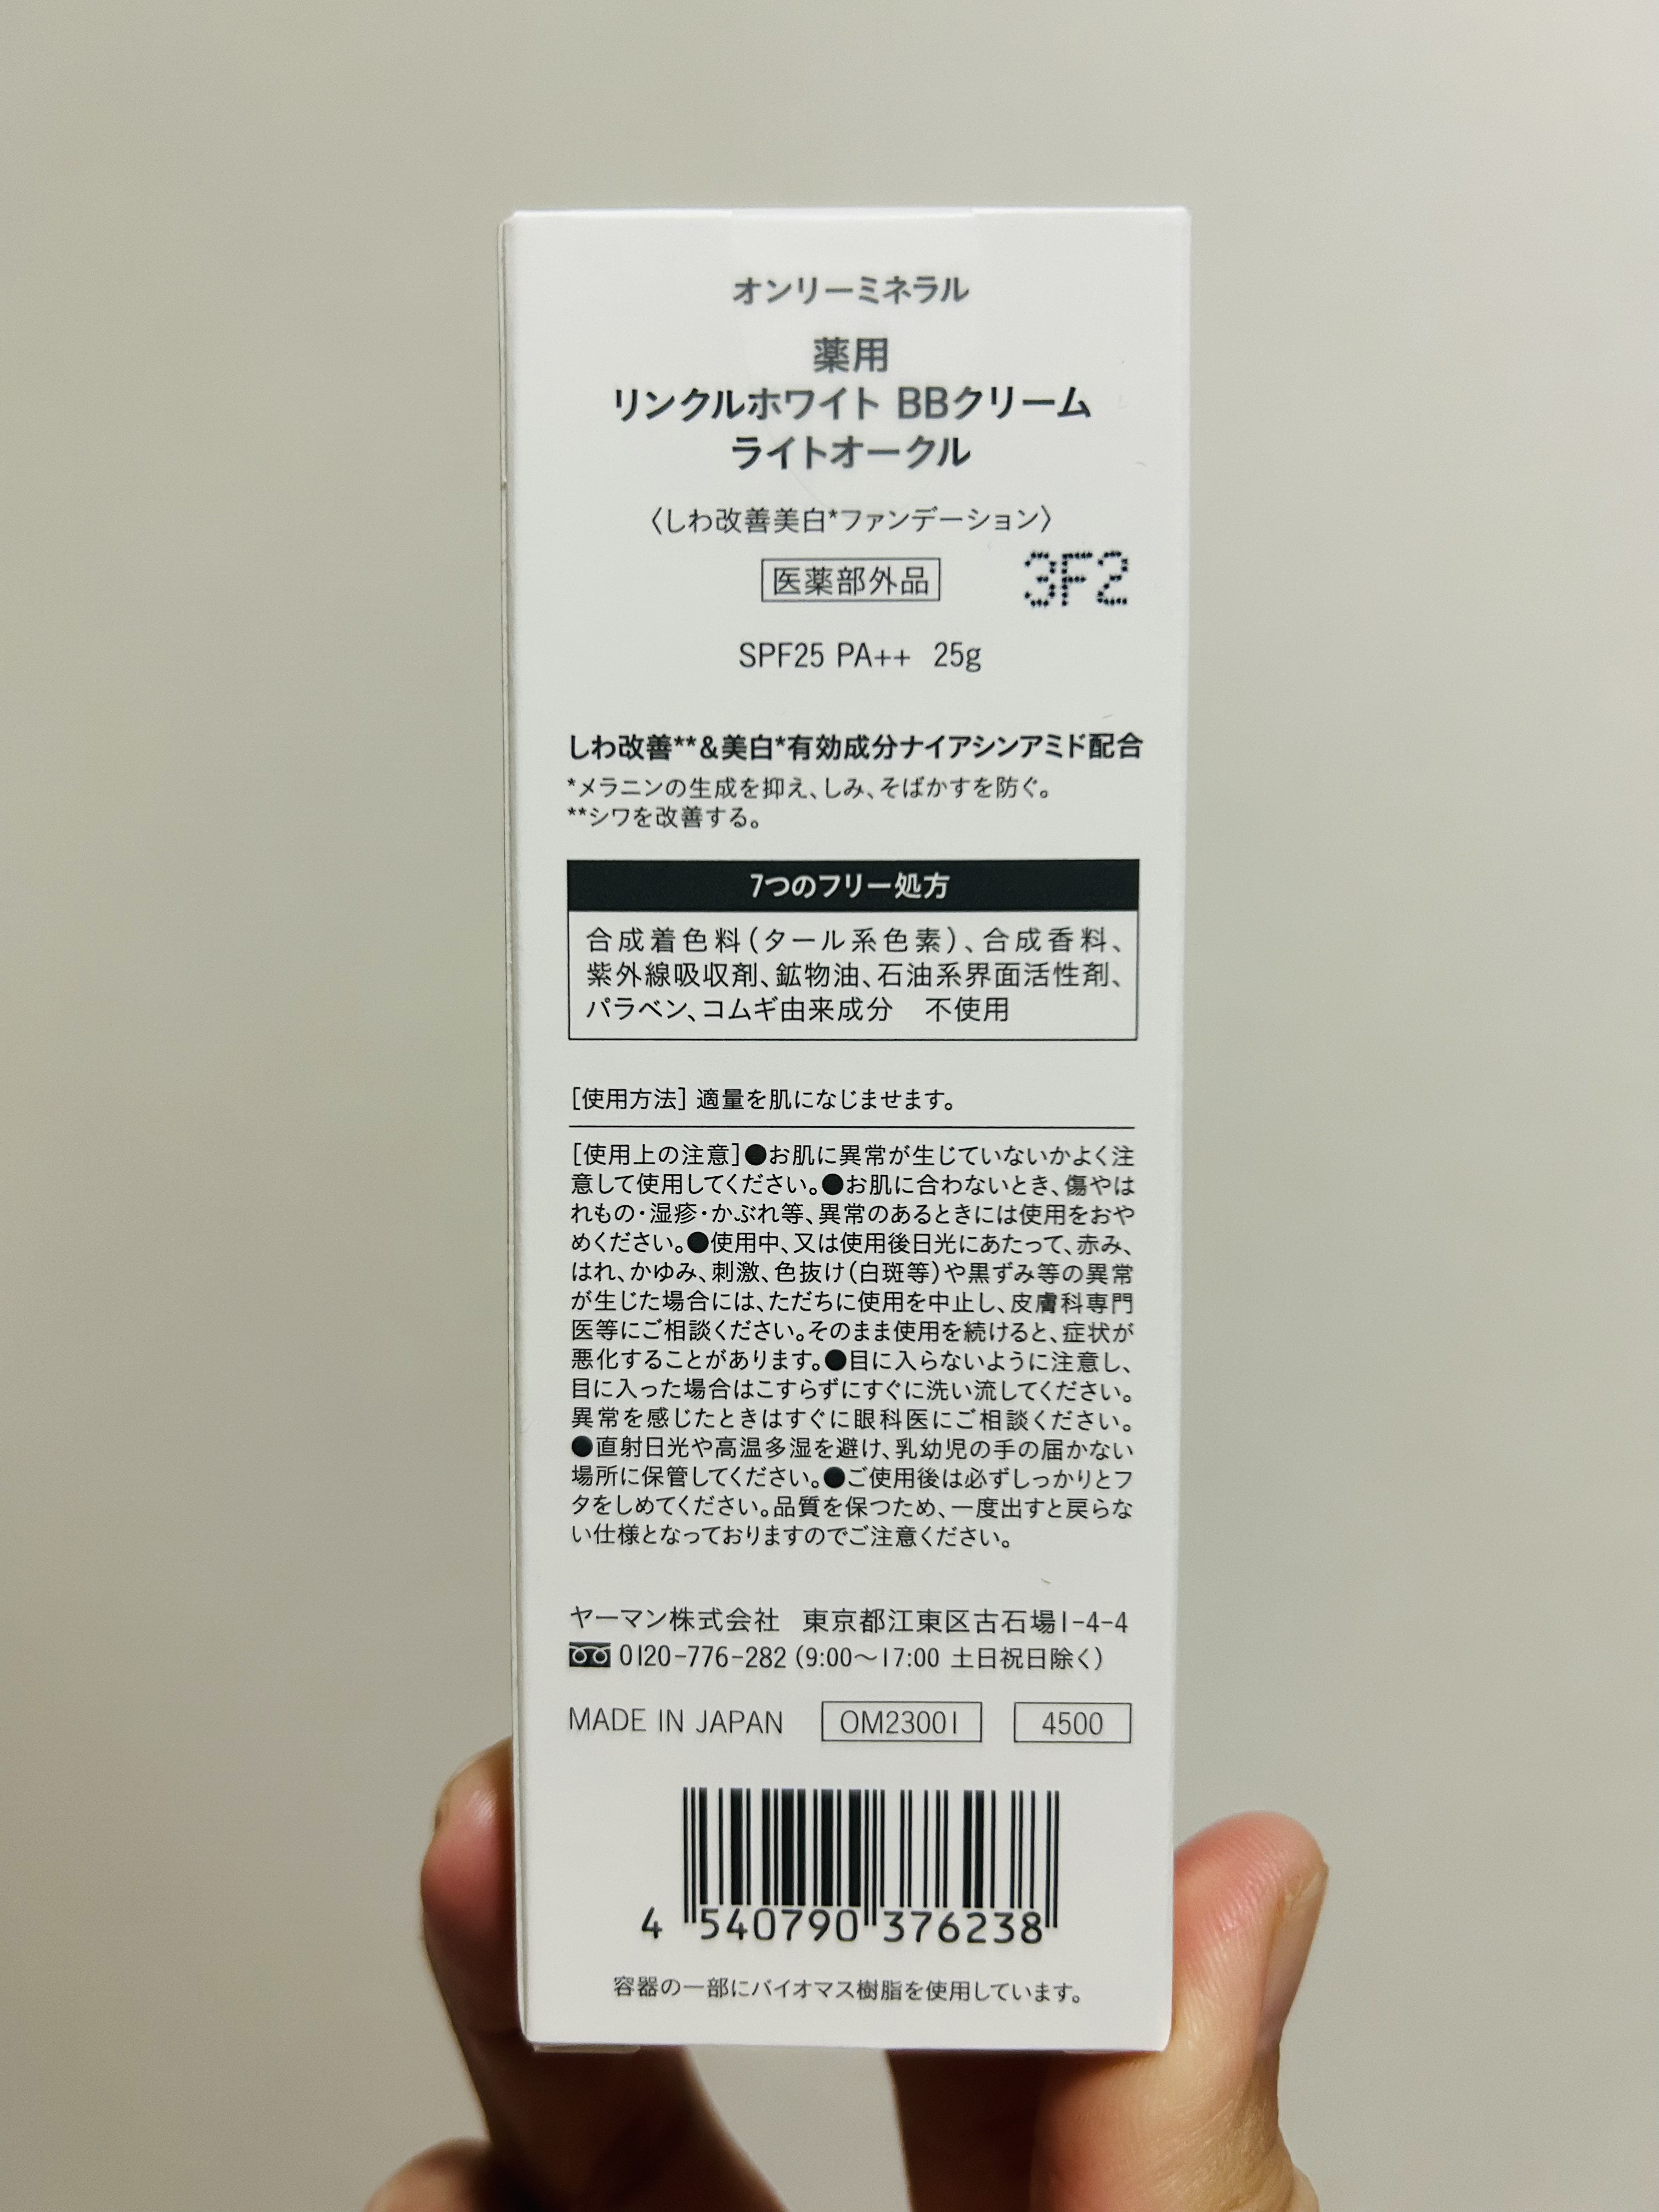 オンリーミネラル
薬用
リンクルホワイト BBクリーム
ライトオークル
〈しわ改善美白*ファンデーション〉
医薬部外品
3F2
SPF25 PA++ 25g
しわ改善**&美白*有効成分ナイアシンアミド配合
*メラニンの生成を抑え、しみ、そばかすを防ぐ。
**シワを改善する。
7つのフリー処方
合成着色料(タール系色素)、合成香料、
紫外線吸収剤、鉱物油、石油系界面活性剤、
パラベン、コムギ由来成分　不使用
[使用方法] 適量を肌になじませます。
[使用上の注意]●お肌に異常が生じていないかよく注
意して使用してください。●お肌に合わないとき、傷やは
れもの・湿疹・かぶれ等、異常のあるときには使用をおや
めください。●使用中、又は使用後日光にあたって、赤み、
はれ、かゆみ、刺激、色抜け(白斑等)や黒ずみ等の異常
が生じた場合には、ただちに使用を中止し、皮膚科専門
医等にご相談ください。そのまま使用を続けると、症状が
悪化することがあります。●目に入らないように注意し、
目に入った場合はこすらずにすぐに洗い流してください。
異常を感じたときはすぐに眼科医にご相談ください。
●直射日光や高温多湿を避け、乳幼児の手の届かない
場所に保管してください。●ご使用後は必ずしっかりとフ
タをしめてください。品質を保つため、一度出すと戻らな
い仕様となっておりますのでご注意ください。
ヤーマン株式会社 東京都江東区古石場1-4-4
0120-776-282 (9:00〜17:00 土日祝日除く)
MADE IN JAPAN OM23001 4500
4 540790 376238
容器の一部にバイオマス樹脂を使用しています。